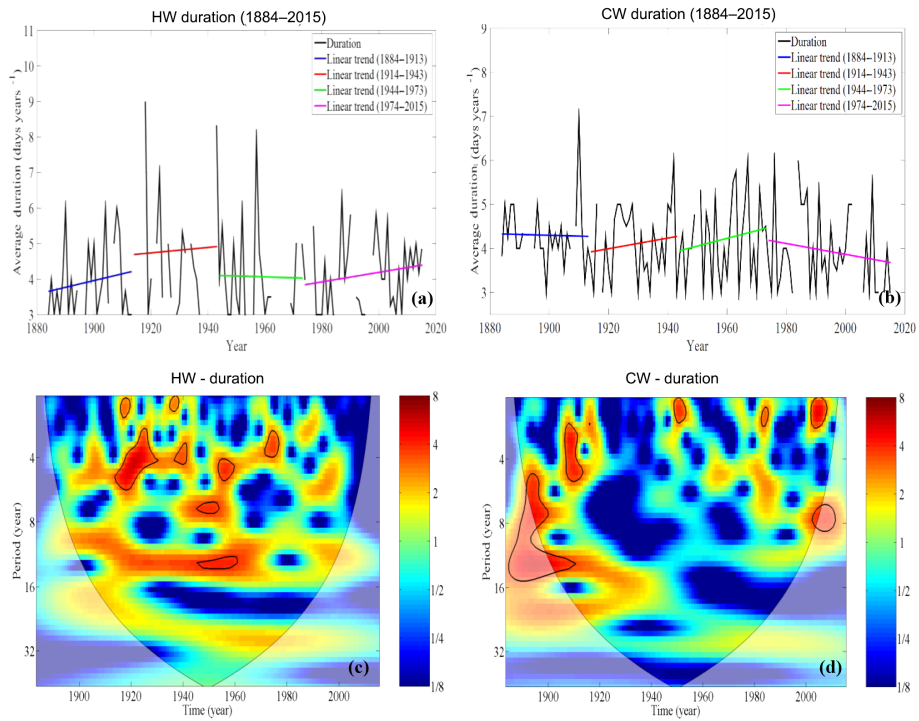 HW duration (1884–2015)
11
10
9
8
7
6
5
4
3
1880
1900
1920
1940
1960
1980
2000
2020
Year
Average duration (days years -1)
Duration
Linear trend (1884–1913)
Linear trend (1914–1943)
Linear trend (1944–1973)
Linear trend (1974–2015)
(a)
CW duration (1884–2015)
9
8
7
6
5
4
3
1880
1900
1920
1940
1960
1980
2000
2020
Year
Average duration, (days years -1)
Duration
Linear trend (1884–1913)
Linear trend (1914–1943)
Linear trend (1944–1973)
Linear trend (1974–2015)
(b)
HW - duration
4
8
16
32
Period (year)
1900
1920
1940
1960
1980
2000
Time (year)
(c)
8
4
2
1
1/2
1/4
1/8
CW - duration
4
8
16
32
Period (year)
1900
1920
1940
1960
1980
2000
Time (year)
(d)
8
4
2
1
1/2
1/4
1/8